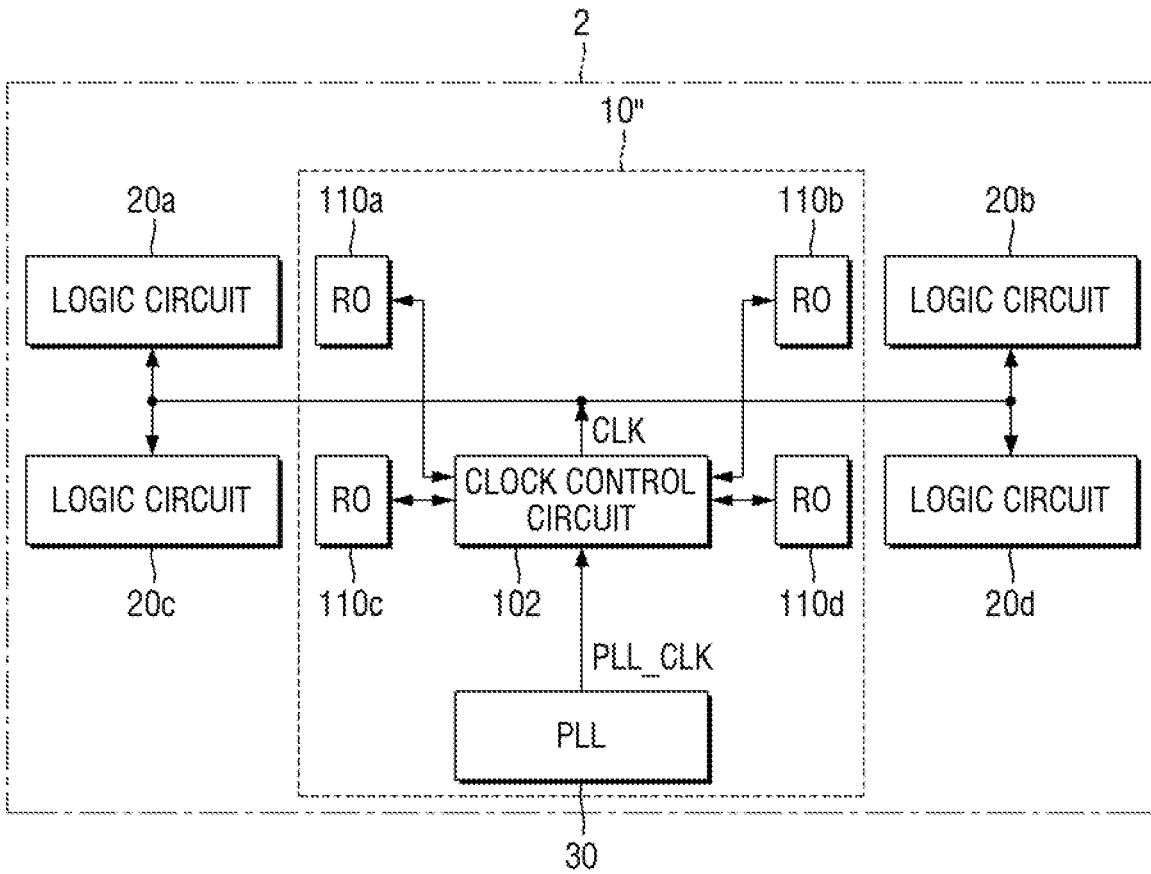 2
10"
20a
110a
110b
20b
LOGIC CIRCUIT
RO
RO
LOGIC CIRCUIT
CLK
LOGIC CIRCUIT
RO
CLOCK CONTROL
CIRCUIT
RO
LOGIC CIRCUIT
20c
110c
102
110d
20d
PLL_CLK
PLL
30